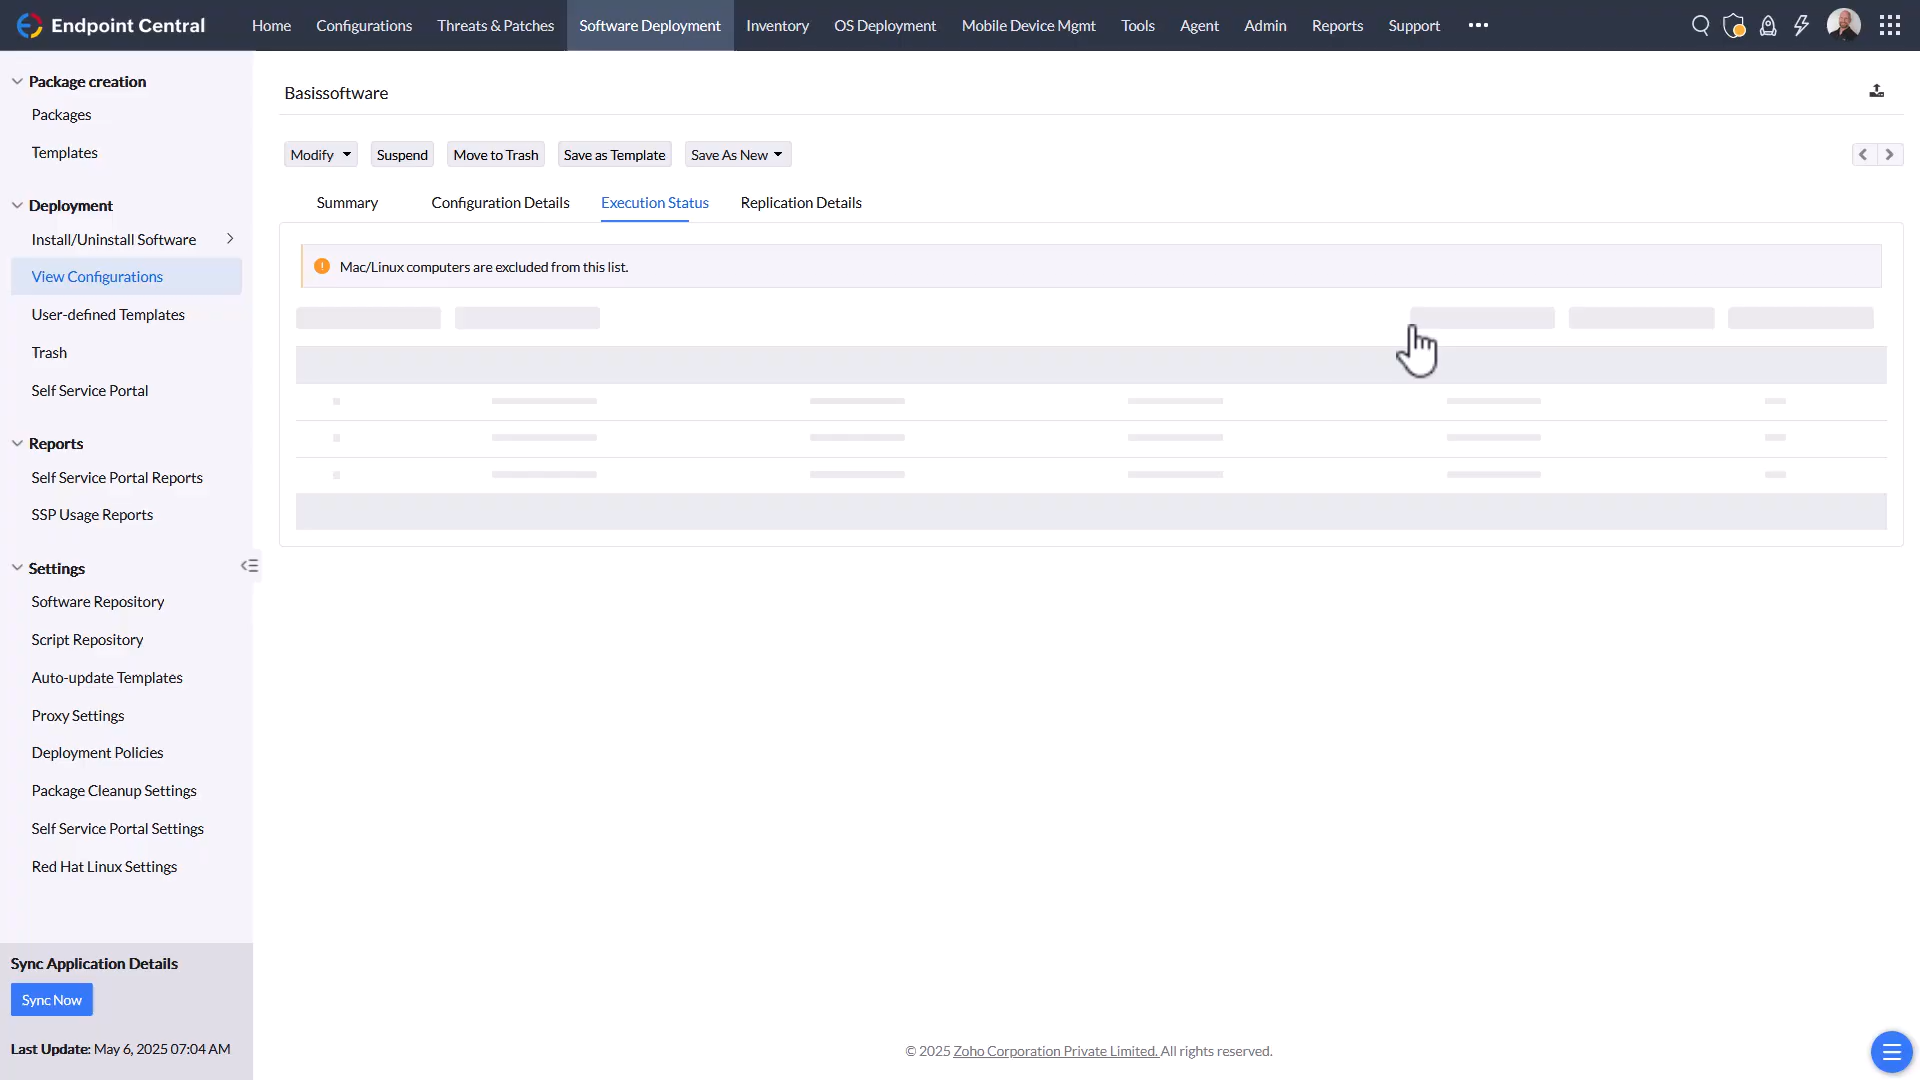 Endpoint Central
Home
Configurations
Threats & Patches
Software Deployment
Inventory
OS Deployment
Mobile Device Mgmt
Tools
Agent
Admin
Reports
Support
Package creation
Packages
Templates
Deployment
Install/Uninstall Software
View Configurations
User-defined Templates
Trash
Self Service Portal
Reports
Self Service Portal Reports
SSP Usage Reports
Settings
Software Repository
Script Repository
Auto-update Templates
Proxy Settings
Deployment Policies
Package Cleanup Settings
Self Service Portal Settings
Red Hat Linux Settings
Sync Application Details
Sync Now
Last Update: May 6, 2025 07:04 AM
Basissoftware
Modify
Suspend
Move to Trash
Save as Template
Save As New
Summary
Configuration Details
Execution Status
Replication Details
Mac/Linux computers are excluded from this list.
© 2025 Zoho Corporation Private Limited. All rights reserved.